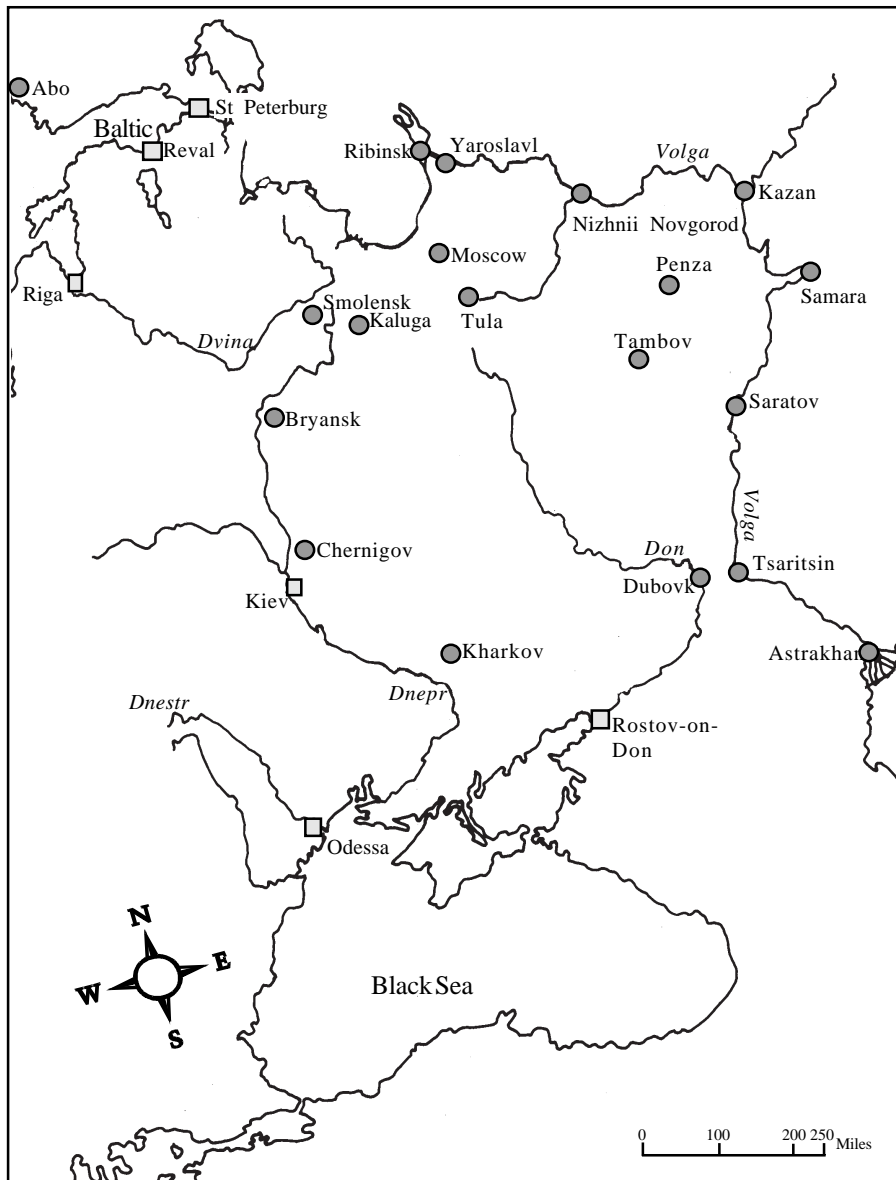 Abo
St Peterburg
Baltic
Reval
Ribinsk
Yaroslavl
Volga
Kazan
Nizhnii Novgorod
Moscow
Penza
Samara
Riga
Smolensk
Kaluga
Tula
Dvina
Tambov
Saratov
Bryansk
Volga
Chernigov
Don
Tsaritsin
Kiev
Dubovk
Kharkov
Astrakhan
Dnestr
Dnepr
Rostov-on-
Don
Odessa
N
E
W
S
Black Sea
0 100 200 250 Miles